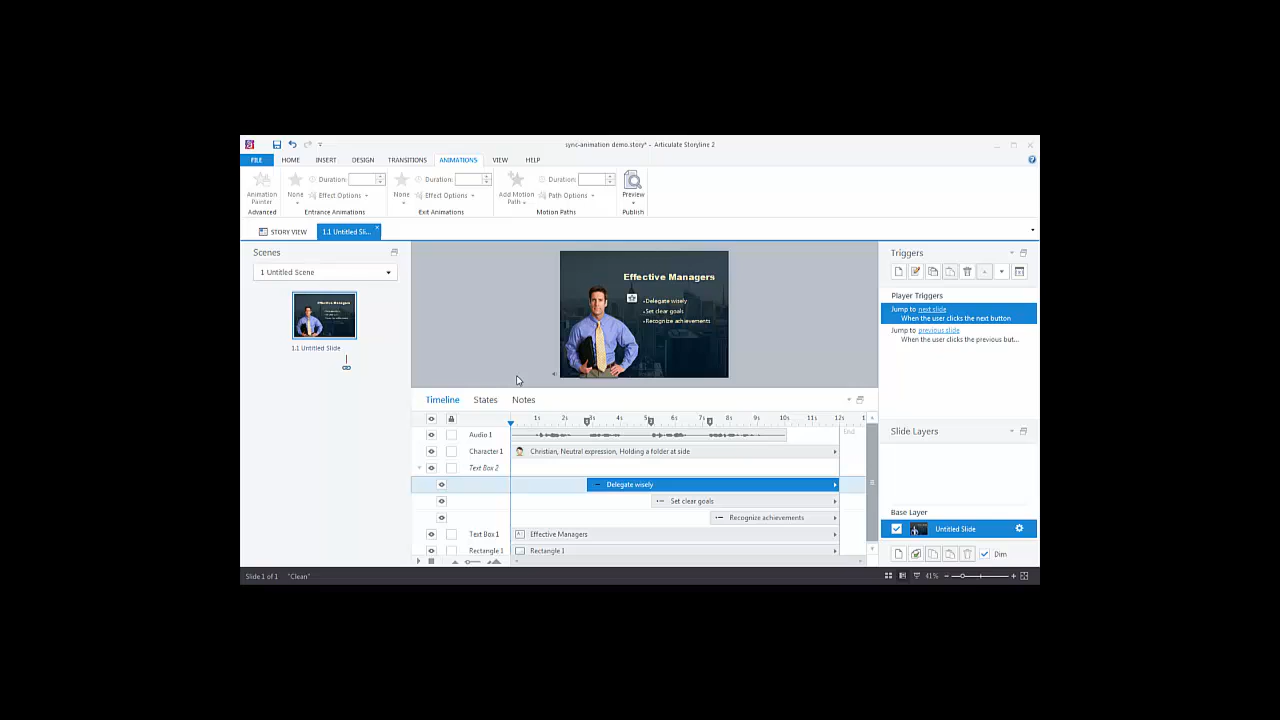 sync-animation demo.story* - Articulate Storyline 2
FILE HOME INSERT DESIGN TRANSITIONS ANIMATIONS VIEW HELP
Animation Painter
None
Duration:
Effect Options
None
Duration:
Effect Options
Add Motion Path
Duration:
Path Options
Preview
Advanced Entrance Animations Exit Animations Motion Paths Publish
STORY VIEW 1.1 Untitled Sli...
Scenes
1 Untitled Scene
1.1 Untitled Slide
Effective Managers
Delegate wisely
Set clear goals
Recognize achievements
Triggers
Player Triggers
Jump to next slide
When the user clicks the next button
Jump to previous slide
When the user clicks the previous but...
Timeline States Notes
1s 2s 3s 4s 5s 6s 7s 8s 9s 10s 11s 12s 1
Audio 1
End
Character 1 Christian, Neutral expression, Holding a folder at side
Text Box 2
Delegate wisely
Set clear goals
Recognize achievements
Text Box 1 Effective Managers
Rectangle 1 Rectangle 1
Slide Layers
Base Layer
Untitled Slide
Dim
Slide 1 of 1 "Clean" 41%